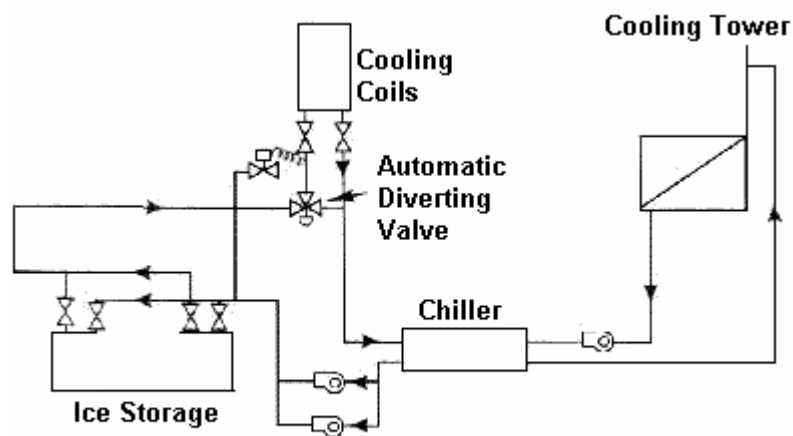 Cooling Tower
Cooling
Coils
Automatic
Diverting
Valve
Chiller
Ice Storage